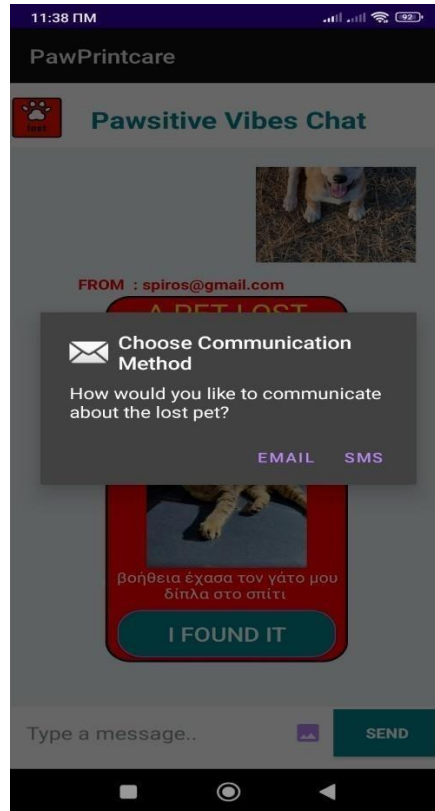 11:38 ПМ
92
PawPrintcare
lost
Pawsitive Vibes Chat
FROM : spiros@gmail.com
A PET LOST
Choose Communication
Method
How would you like to communicate
about the lost pet?
EMAIL SMS
βοήθεια έχασα τον γάτο μου
δίπλα στο σπίτι
I FOUND IT
Type a message..
SEND